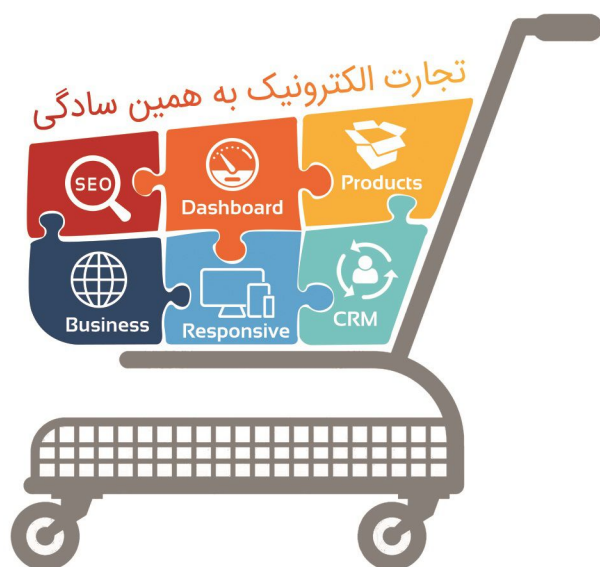 تجارت الکترونیک به همین سادگی
SEO
Dashboard
Products
Business
Responsive
CRM